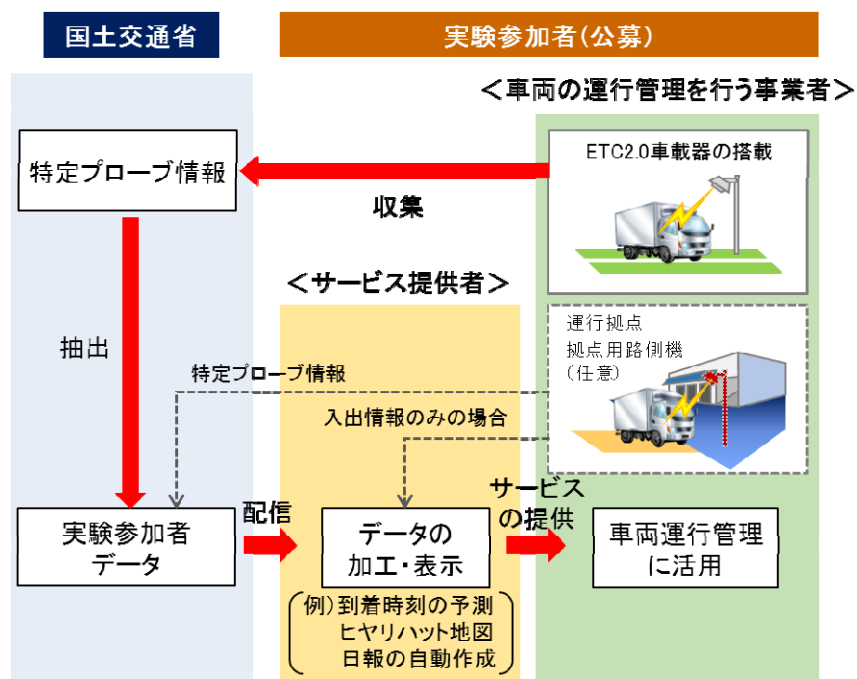 国土交通省
実験参加者(公募)
＜車両の運行管理を行う事業者＞
特定プローブ情報
ETC2.0車載器の搭載
収集
＜サービス提供者＞
運行拠点
拠点用路側機
(任意)
抽出
特定プローブ情報
入出情報のみの場合
サービス
の提供
配信
実験参加者
データ
データの
加工・表示
車両運行管理
に活用
(例)到着時刻の予測
ヒヤリハット地図
日報の自動作成